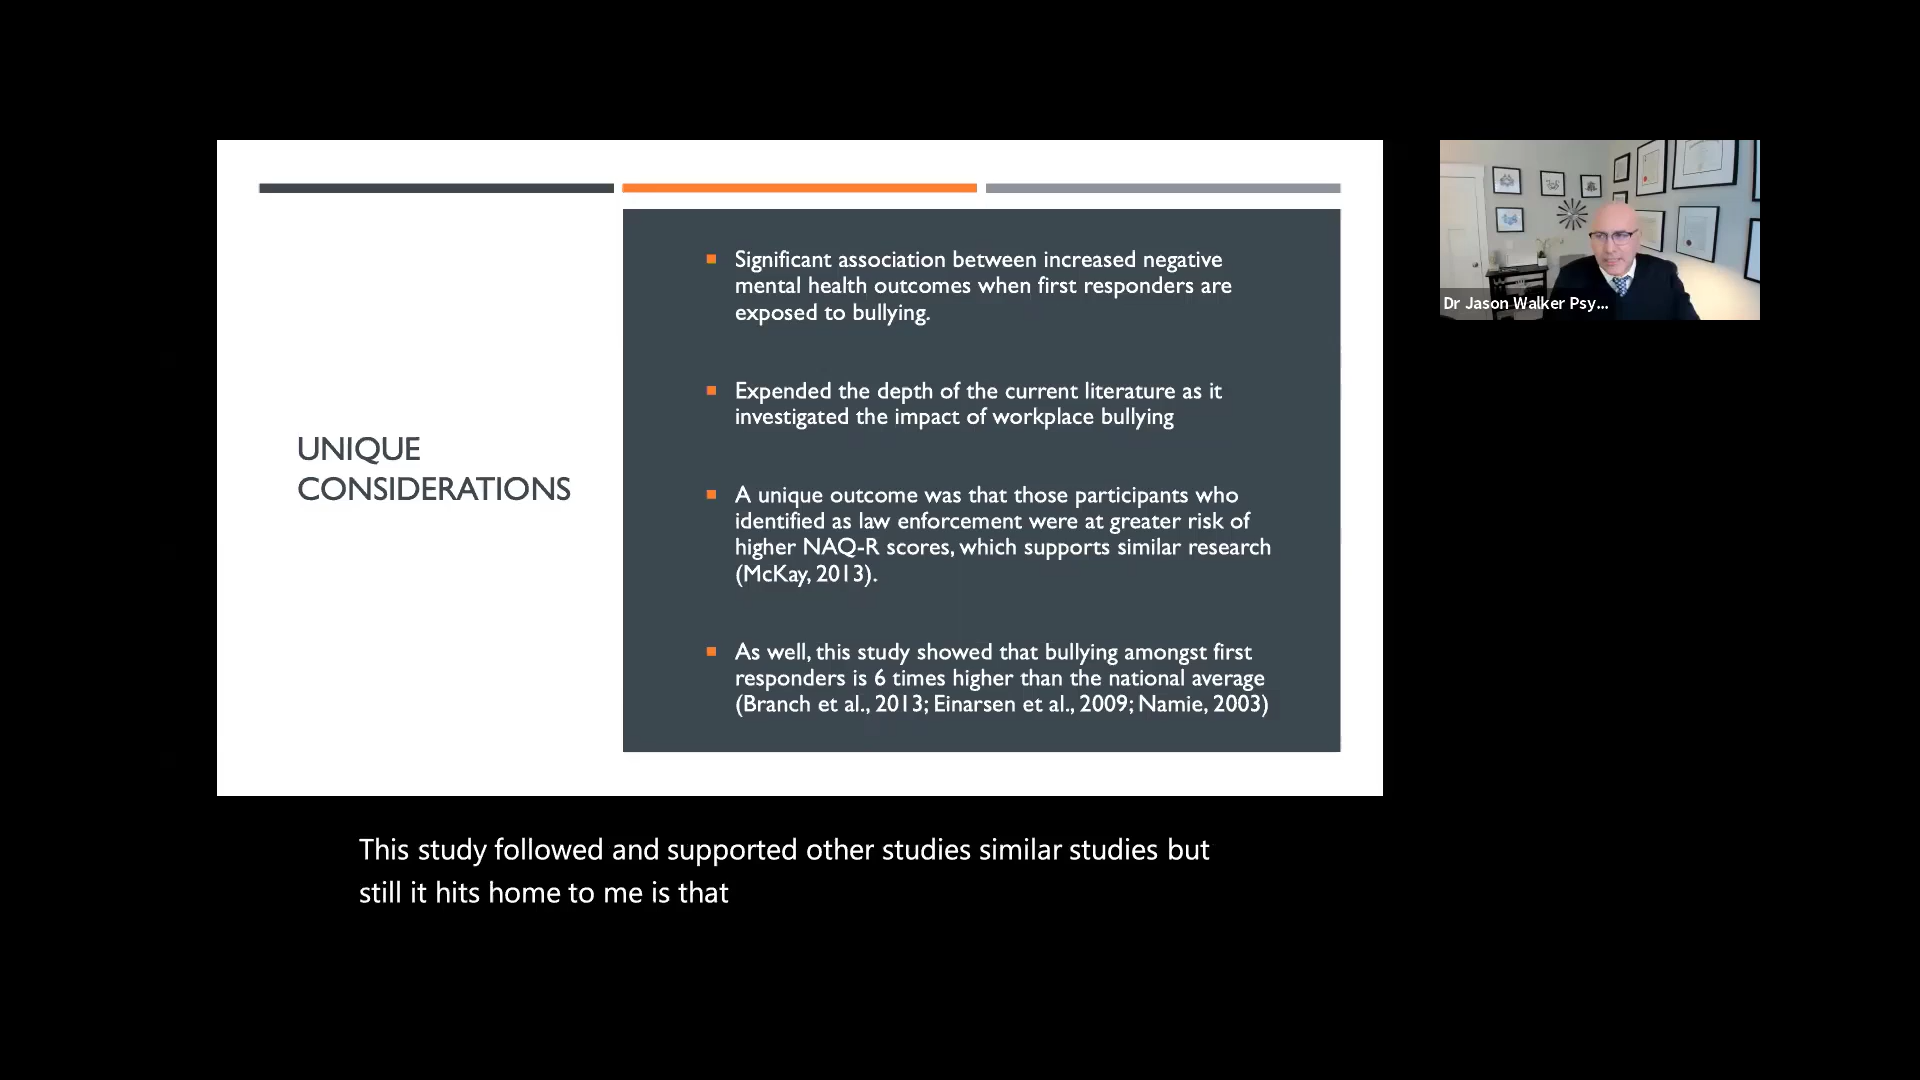 UNIQUE
CONSIDERATIONS
Significant association between increased negative
mental health outcomes when first responders are
exposed to bullying.
Expended the depth of the current literature as it
investigated the impact of workplace bullying
A unique outcome was that those participants who
identified as law enforcement were at greater risk of
higher NAQ-R scores, which supports similar research
(McKay, 2013).
As well, this study showed that bullying amongst first
responders is 6 times higher than the national average
(Branch et al., 2013; Einarsen et al., 2009; Namie, 2003)
Dr Jason Walker Psy...
This study followed and supported other studies similar studies but
still it hits home to me is that